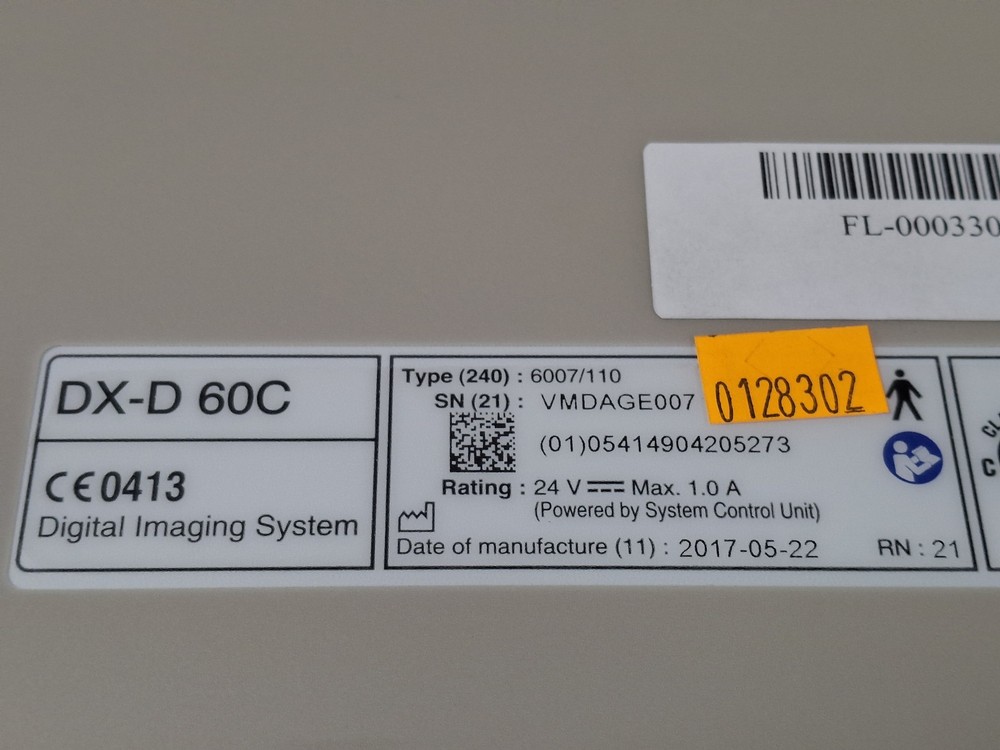 FL-000330
DX-D 60C
CE0413
Digital Imaging System
Type (240) : 6007/110
SN (21) : VMDAGE007
0128302
(01)05414904205273
Rating : 24 V ⎓ Max. 1.0 A
(Powered by System Control Unit)
Date of manufacture (11) : 2017-05-22
RN : 21